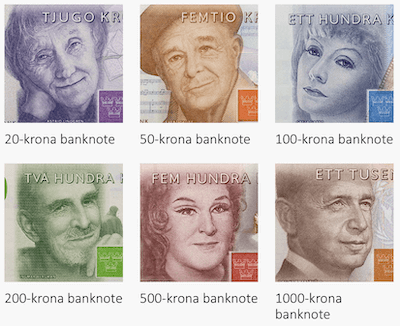 TJUGO KR
FEMTIO K
ETT HUNDRA K
20-krona banknote
50-krona banknote
100-krona banknote
TVÅ HUNDRA
FEM HUNDRA
ETT TUSEN
200-krona banknote
500-krona banknote
1000-krona
banknote